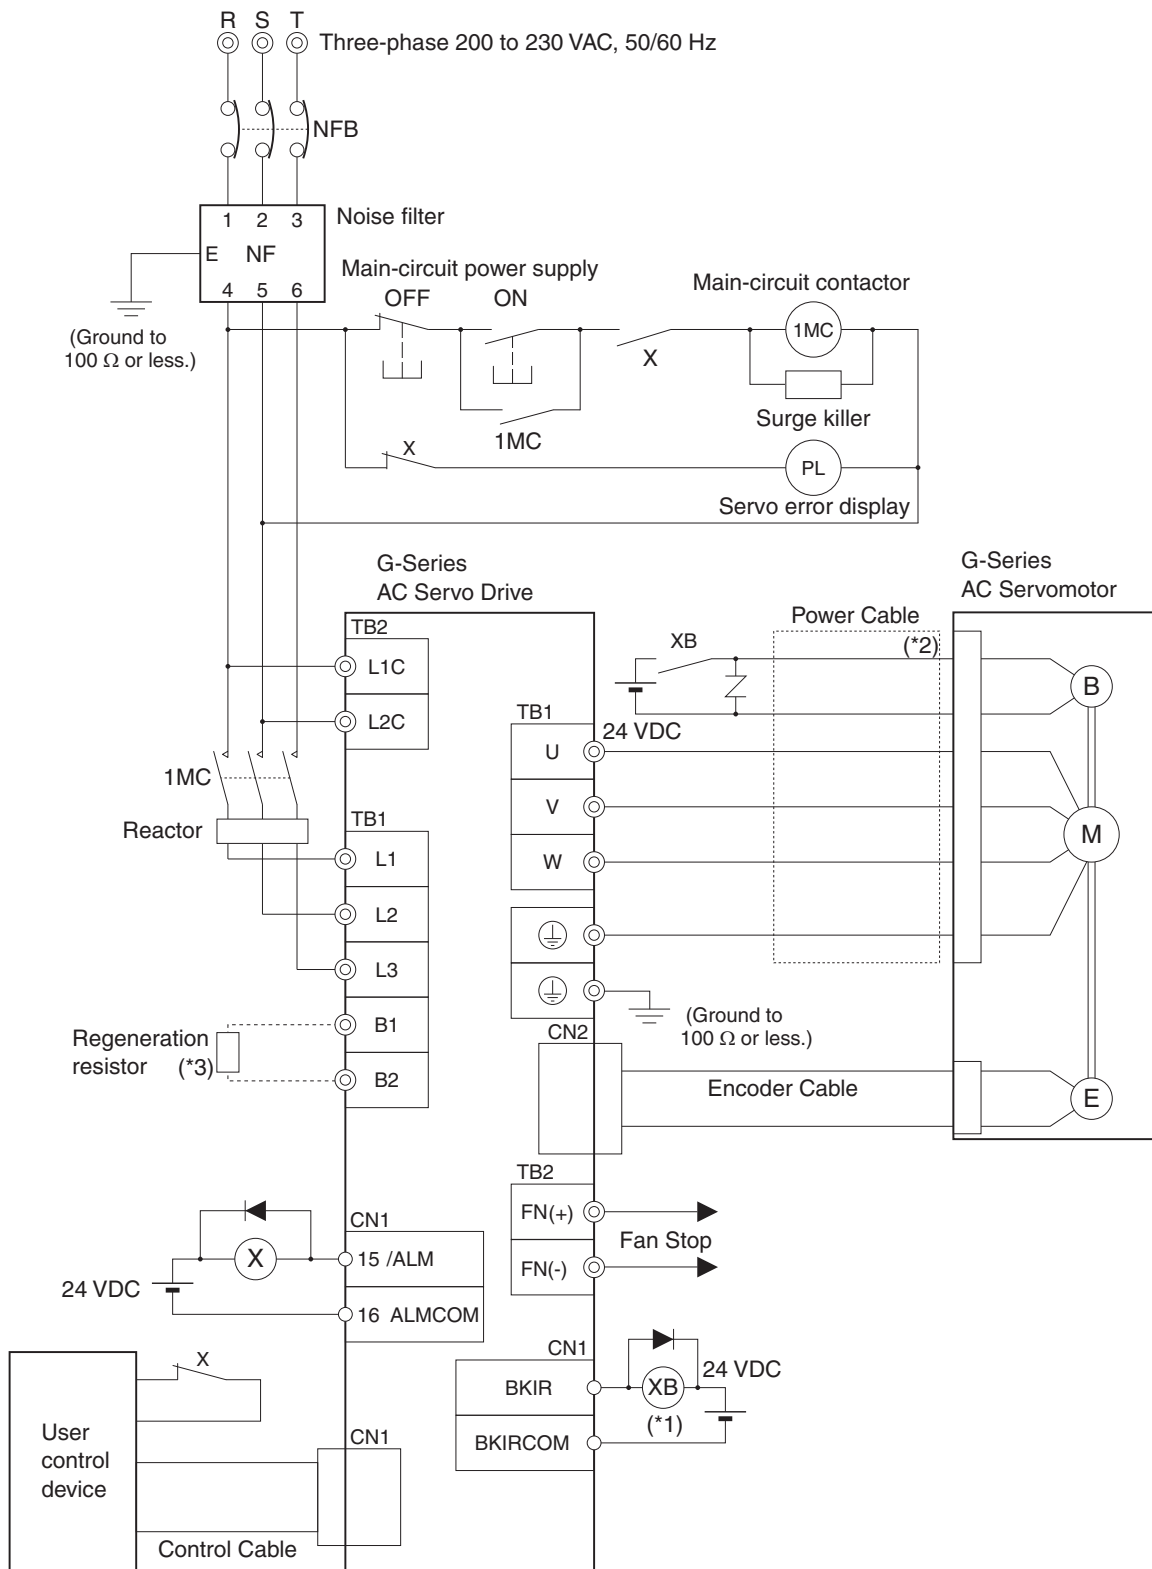 R S T
Three-phase 200 to 230 VAC, 50/60 Hz
NFB
1 2 3
Noise filter
E NF
4 5 6
Main-circuit power supply
OFF ON
Main-circuit contactor
1MC
(Ground to
100 Ω or less.)
X
Surge killer
1MC
X
PL
Servo error display
G-Series
AC Servo Drive
G-Series
AC Servomotor
TB2
L1C
L2C
Power Cable
(*2)
XB
B
24 VDC
TB1
U
V
W
M
1MC
Reactor
TB1
L1
L2
L3
B1
B2
Regeneration
resistor (*3)
(Ground to
100 Ω or less.)
CN2
Encoder Cable
E
TB2
FN(+)
FN(-)
Fan Stop
CN1
X
15 /ALM
24 VDC
16 ALMCOM
CN1
BKIR
XB
24 VDC
(*1)
BKIRCOM
X
User
control
device
CN1
Control Cable